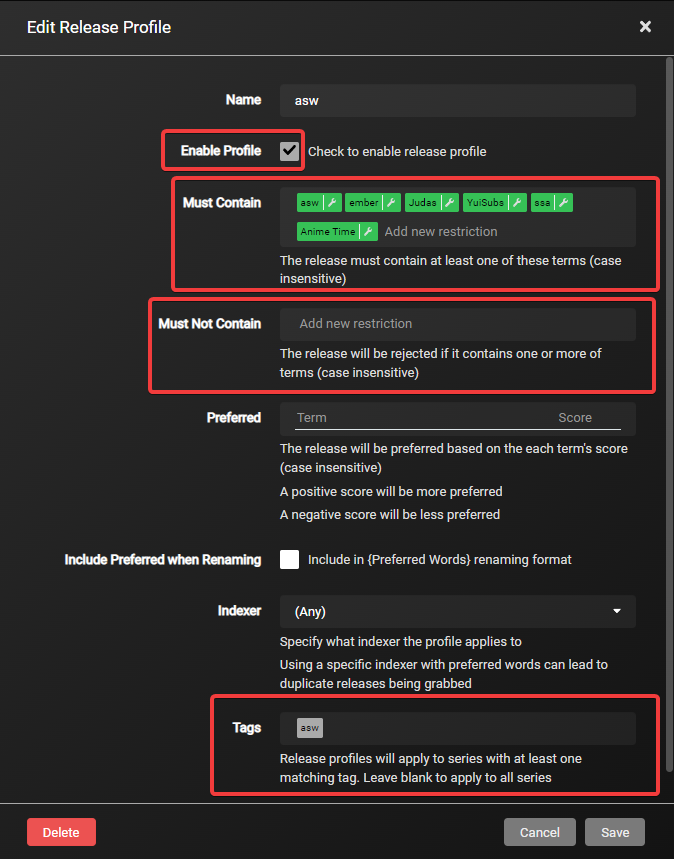 Edit Release Profile
Name
asw
Enable Profile
Check to enable release profile
Must Contain
asw ember Judas YuiSubs ssa
Anime Time Add new restriction
The release must contain at least one of these terms (case
insensitive)
Must Not Contain
Add new restriction
The release will be rejected if it contains one or more of
terms (case insensitive)
Preferred
Term Score
The release will be preferred based on the each term's score
(case insensitive)
A positive score will be more preferred
A negative score will be less preferred
Include Preferred when Renaming
Include in {Preferred Words} renaming format
Indexer
(Any)
Specify what indexer the profile applies to
Using a specific indexer with preferred words can lead to
duplicate releases being grabbed
Tags
asw
Release profiles will apply to series with at least one
matching tag. Leave blank to apply to all series
Delete Cancel Save